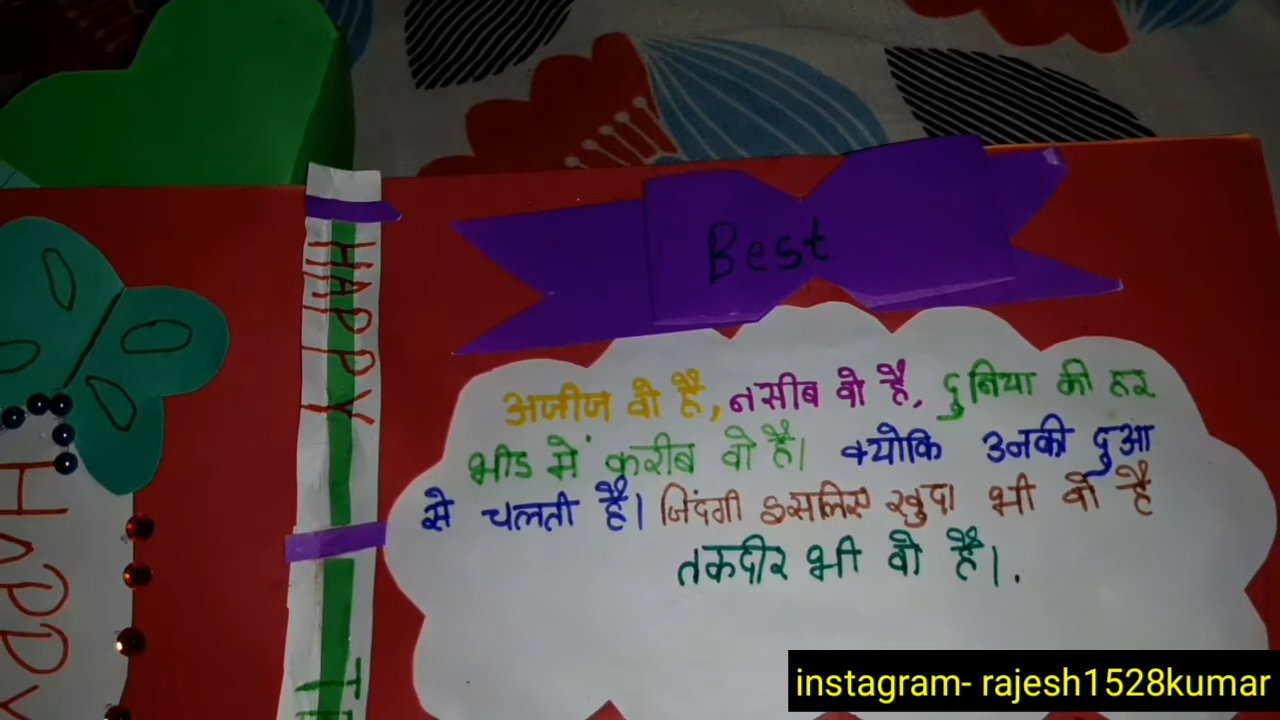 Best
HAPPY
अजीज वो है, नसीब वो है, दुनिया की हर
भीड में करीब वो है। क्योकि उनकी दुआ
से चलती है। जिंदगी इसलिए खुदा भी वो है
तकदीर भी वो है।.
HAPPY
instagram- rajesh1528kumar